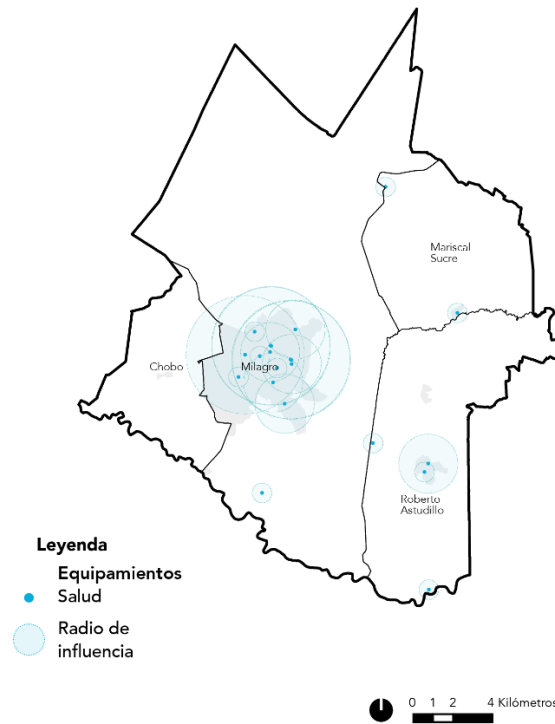 Mariscal
Sucre
Chobo
Milagro
Roberto
Astudillo
Leyenda
Equipamientos
Salud
Radio de
influencia
0 1 2 4 Kilómetros